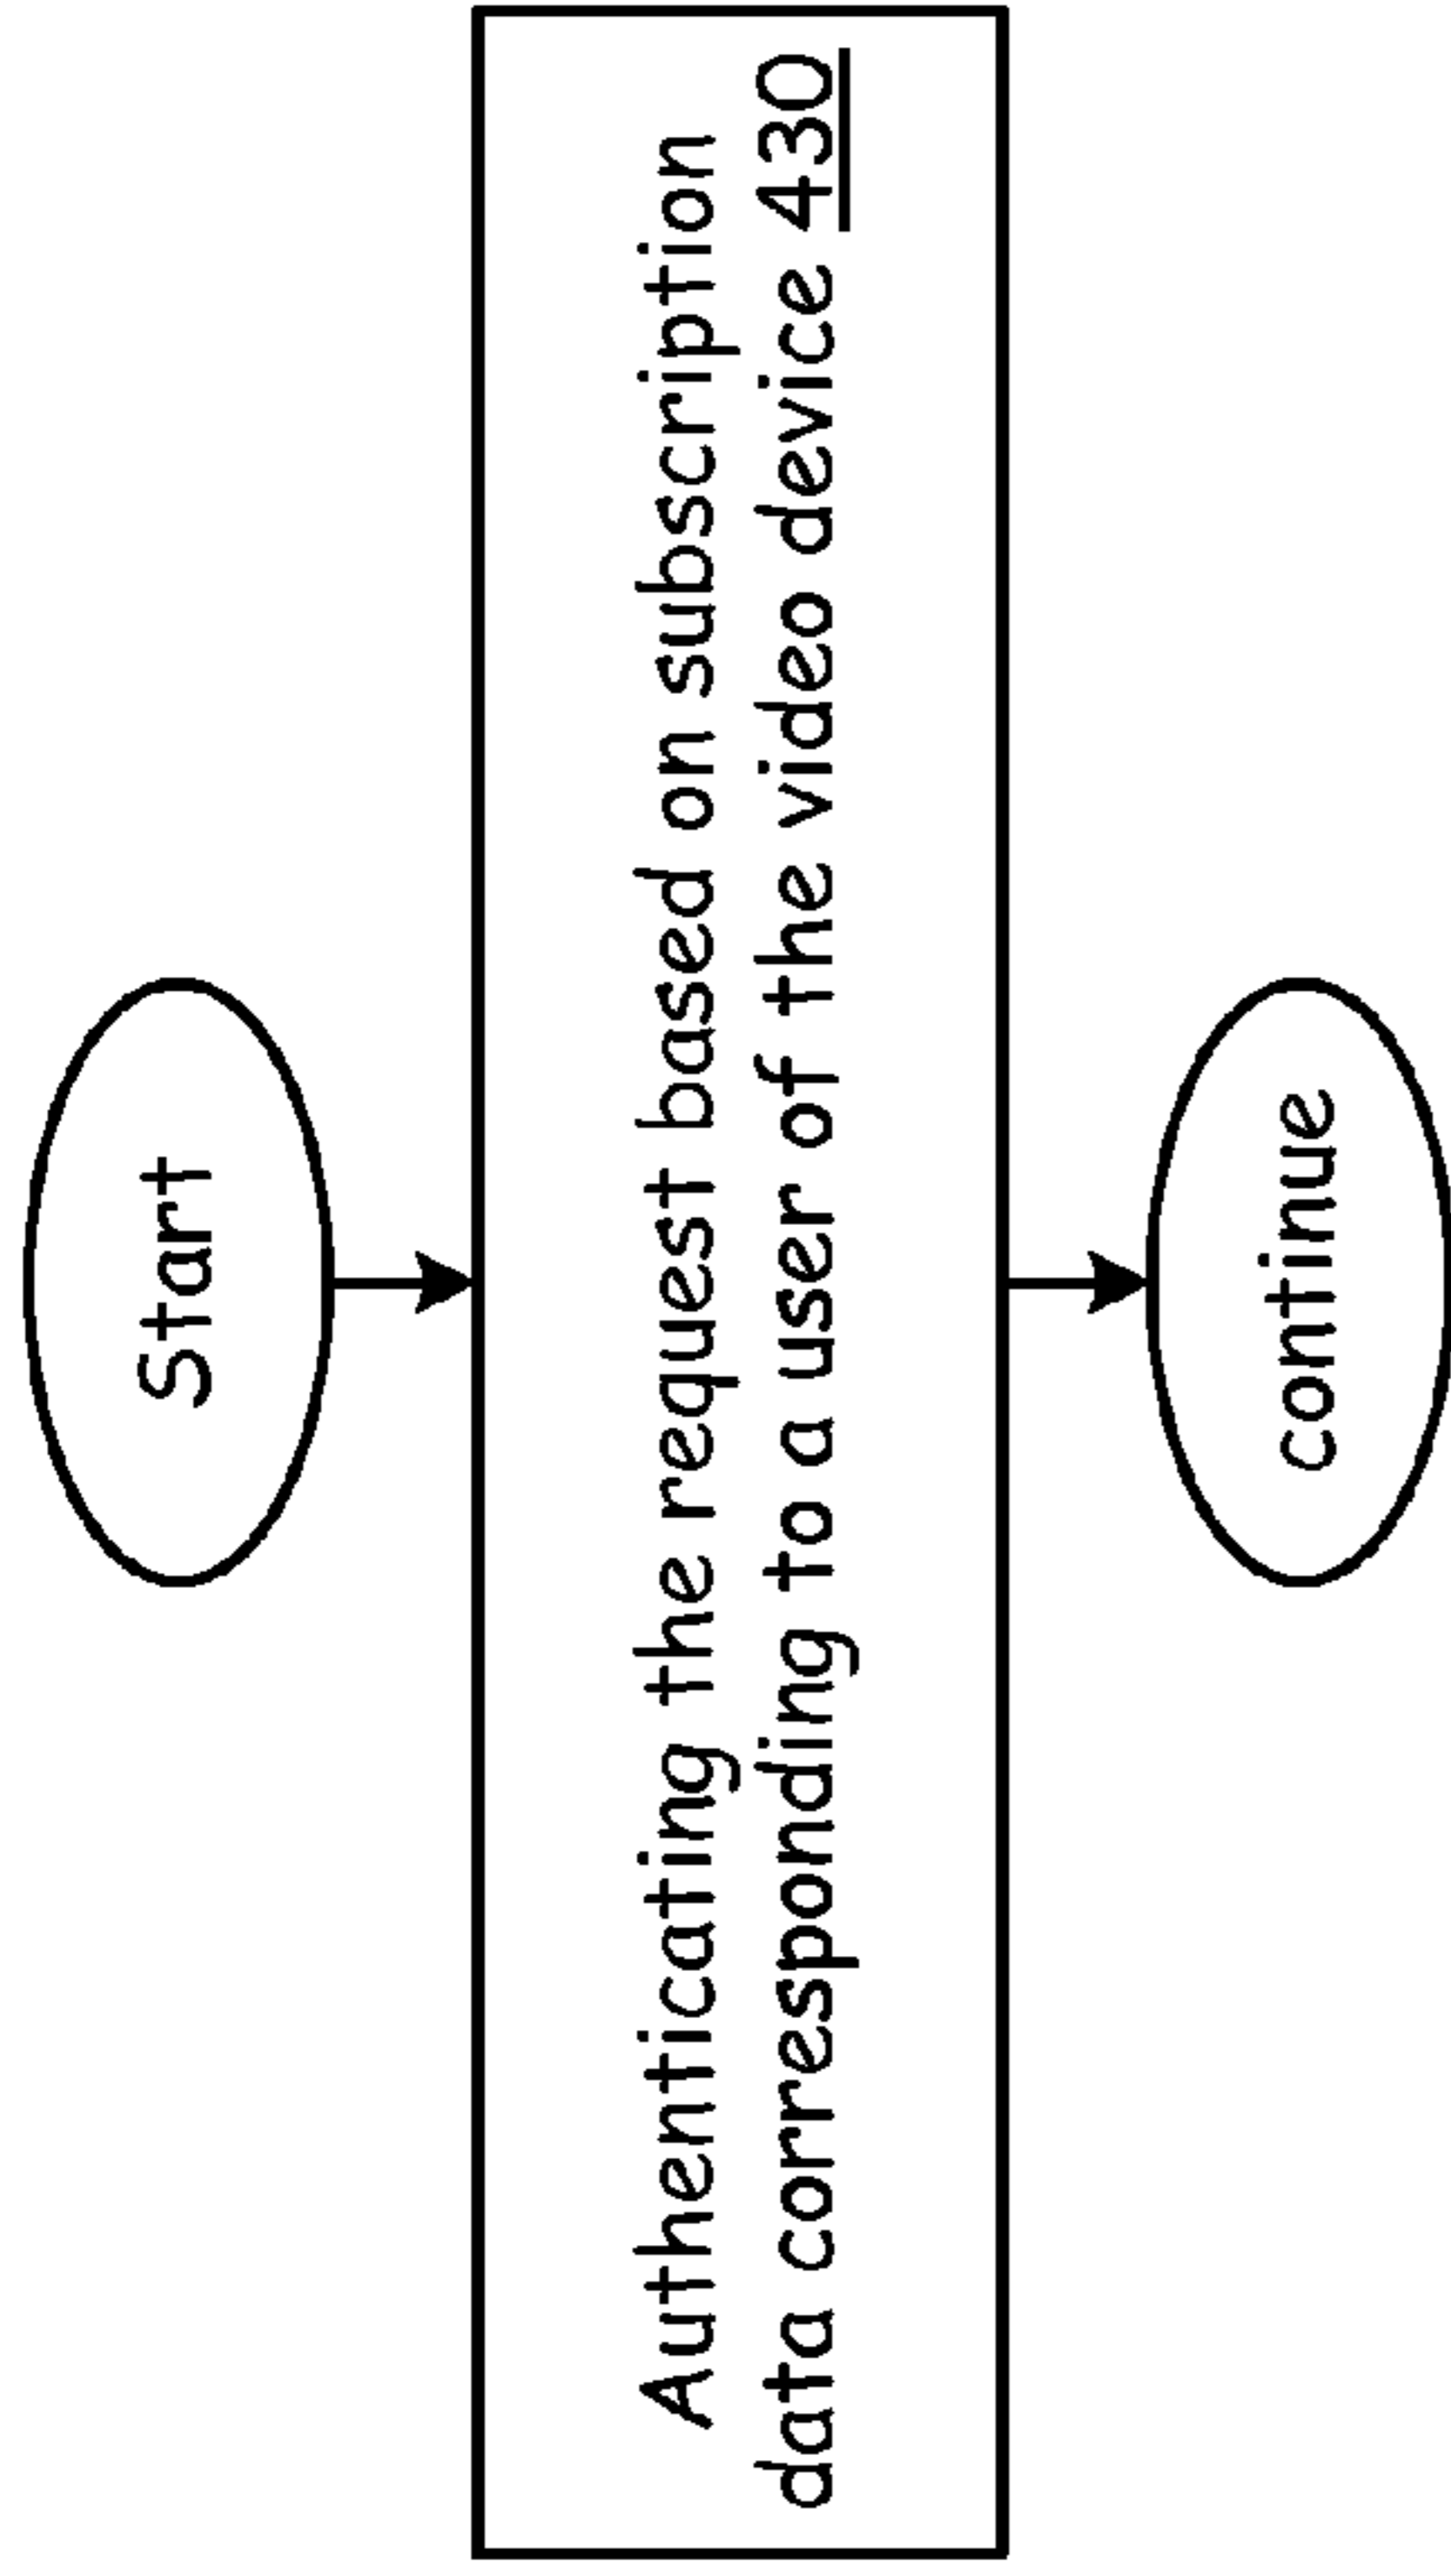 Start
Authenticating the request based on subscription
data corresponding to a user of the video device 430
continue